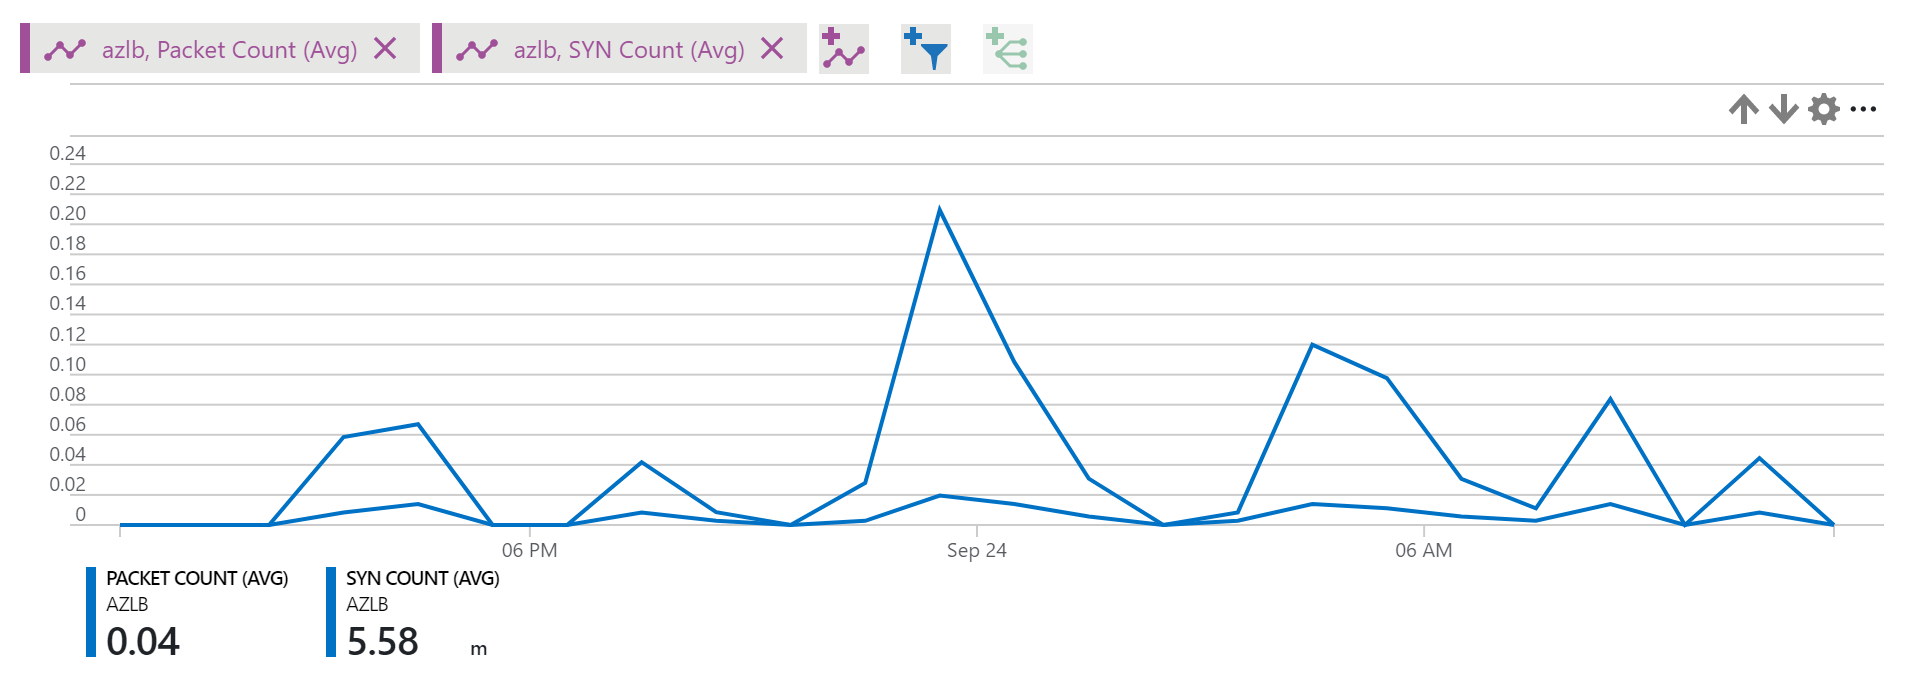 azlb, Packet Count (Avg)
azlb, SYN Count (Avg)
0.24
0.22
0.20
0.18
0.16
0.14
0.12
0.10
0.08
0.06
0.04
0.02
0
06 PM
Sep 24
06 AM
PACKET COUNT (AVG)
AZLB
0.04
SYN COUNT (AVG)
AZLB
5.58 m